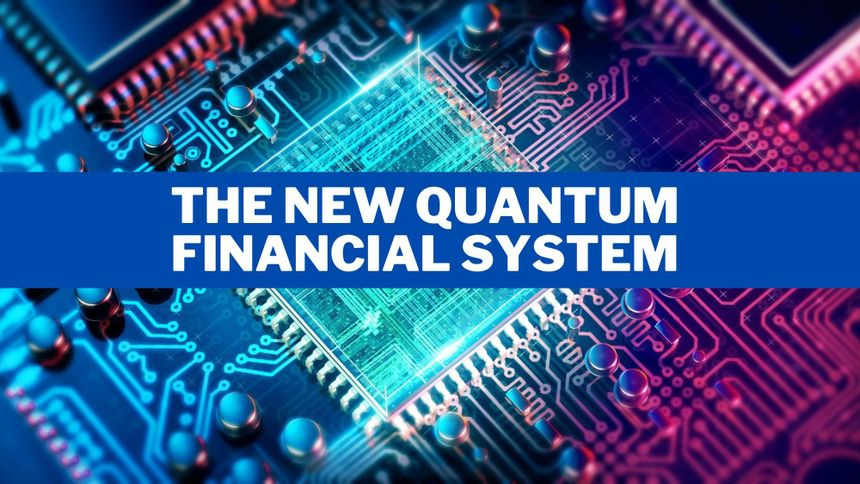 THE NEW QUANTUM
FINANCIAL SYSTEM